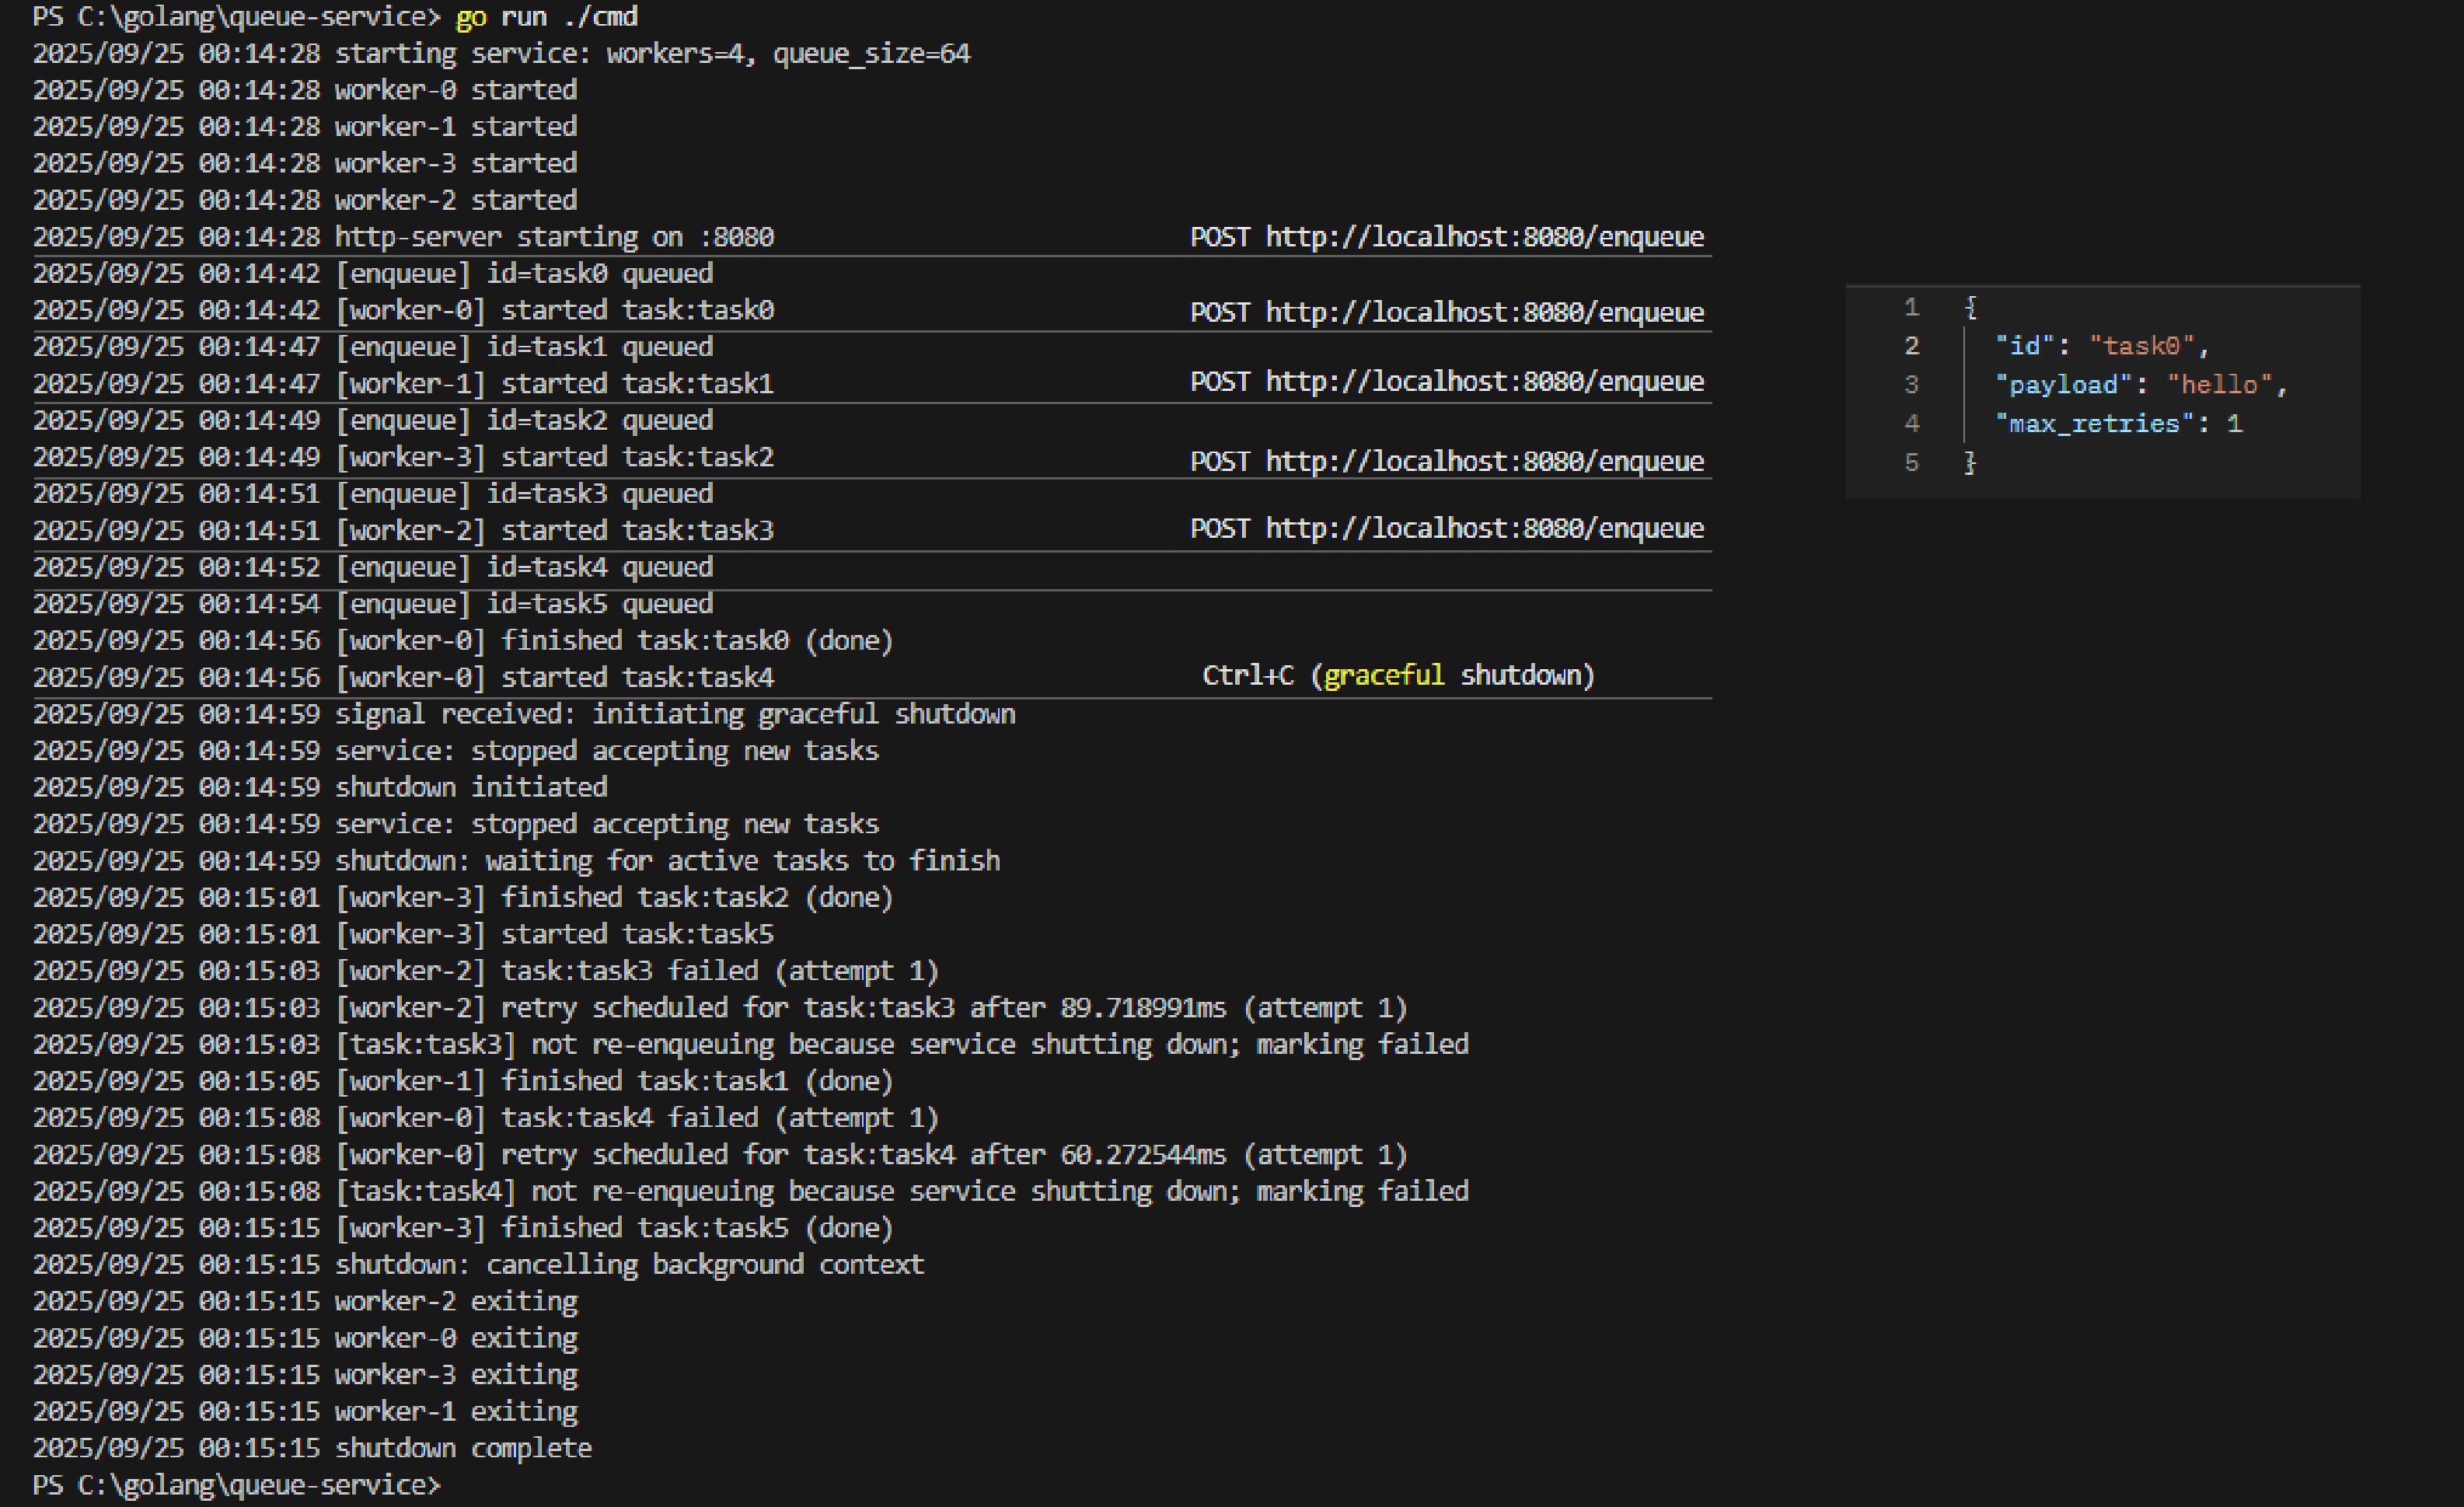 PS C:\golang\queue-service> go run ./cmd
2025/09/25 00:14:28 starting service: workers=4, queue_size=64
2025/09/25 00:14:28 worker-0 started
2025/09/25 00:14:28 worker-1 started
2025/09/25 00:14:28 worker-3 started
2025/09/25 00:14:28 worker-2 started
2025/09/25 00:14:28 http-server starting on :8080
POST http://localhost:8080/enqueue
2025/09/25 00:14:42 [enqueue] id=task0 queued
2025/09/25 00:14:42 [worker-0] started task:task0
POST http://localhost:8080/enqueue
2025/09/25 00:14:47 [enqueue] id=task1 queued
2025/09/25 00:14:47 [worker-1] started task:task1
POST http://localhost:8080/enqueue
2025/09/25 00:14:49 [enqueue] id=task2 queued
2025/09/25 00:14:49 [worker-3] started task:task2
POST http://localhost:8080/enqueue
2025/09/25 00:14:51 [enqueue] id=task3 queued
2025/09/25 00:14:51 [worker-2] started task:task3
POST http://localhost:8080/enqueue
2025/09/25 00:14:52 [enqueue] id=task4 queued
2025/09/25 00:14:54 [enqueue] id=task5 queued
2025/09/25 00:14:56 [worker-0] finished task:task0 (done)
2025/09/25 00:14:56 [worker-0] started task:task4
Ctrl+C (graceful shutdown)
2025/09/25 00:14:59 signal received: initiating graceful shutdown
2025/09/25 00:14:59 service: stopped accepting new tasks
2025/09/25 00:14:59 shutdown initiated
2025/09/25 00:14:59 service: stopped accepting new tasks
2025/09/25 00:14:59 shutdown: waiting for active tasks to finish
2025/09/25 00:15:01 [worker-3] finished task:task2 (done)
2025/09/25 00:15:01 [worker-3] started task:task5
2025/09/25 00:15:03 [worker-2] task:task3 failed (attempt 1)
2025/09/25 00:15:03 [worker-2] retry scheduled for task:task3 after 89.718991ms (attempt 1)
2025/09/25 00:15:03 [task:task3] not re-enqueuing because service shutting down; marking failed
2025/09/25 00:15:05 [worker-1] finished task:task1 (done)
2025/09/25 00:15:08 [worker-0] task:task4 failed (attempt 1)
2025/09/25 00:15:08 [worker-0] retry scheduled for task:task4 after 60.272544ms (attempt 1)
2025/09/25 00:15:08 [task:task4] not re-enqueuing because service shutting down; marking failed
2025/09/25 00:15:15 [worker-3] finished task:task5 (done)
2025/09/25 00:15:15 shutdown: cancelling background context
2025/09/25 00:15:15 worker-2 exiting
2025/09/25 00:15:15 worker-0 exiting
2025/09/25 00:15:15 worker-3 exiting
2025/09/25 00:15:15 worker-1 exiting
2025/09/25 00:15:15 shutdown complete
PS C:\golang\queue-service>
1 {
2 "id": "task0",
3 "payload": "hello",
4 "max_retries": 1
5 }